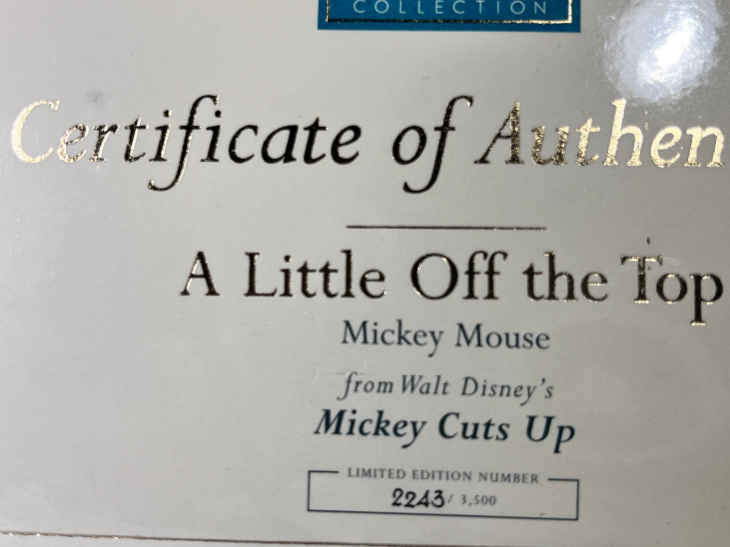 COLLECTION
Certificate of Authen
A Little Off the Top
Mickey Mouse
from Walt Disney's
Mickey Cuts Up
LIMITED EDITION NUMBER
2243/ 3,500